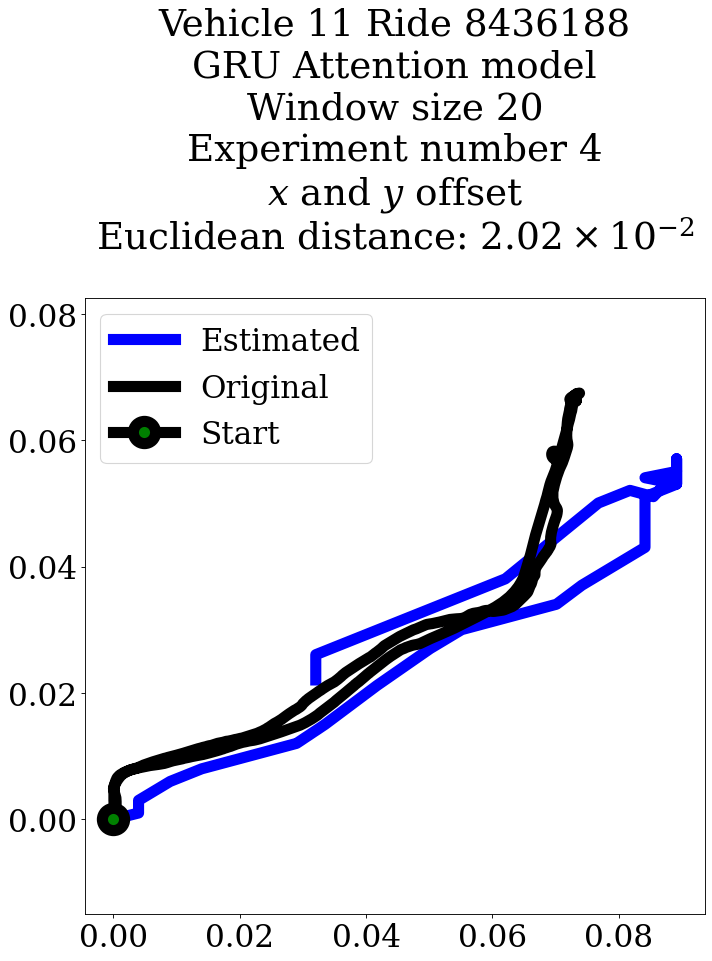 Vehicle 11 Ride 8436188
GRU Attention model
Window size 20
Experiment number 4
x and y offset
Euclidean distance: 2.02 × 10⁻²
0.08
0.06
0.04
0.02
0.00
Estimated
Original
Start
0.00 0.02 0.04 0.06 0.08